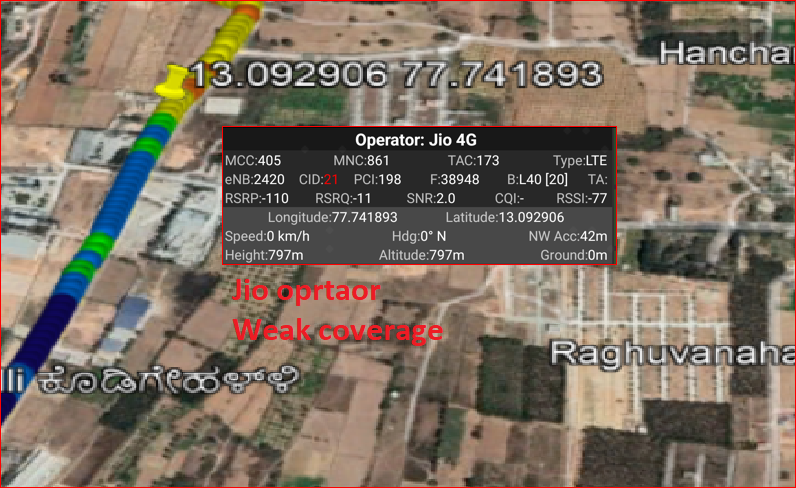 Hancha
13.092906 77.741893
Operator: Jio 4G
MCC:405 MNC:861 TAC:173 Type:LTE
eNB:2420 CID:21 PCI:198 F:38948 B:L40 [20] TA:
RSRP:-110 RSRQ:-11 SNR:2.0 CQI:- RSSI:-77
Longitude:77.741893 Latitude:13.092906
Speed:0 km/h Hdg:0° N NW Acc:42m
Height:797m Altitude:797m Ground:0m
Jio oprtaor
Weak coverage
Raghuvanaha
lli ಕೊಡಿಗೇಹಳ್ಳಿ